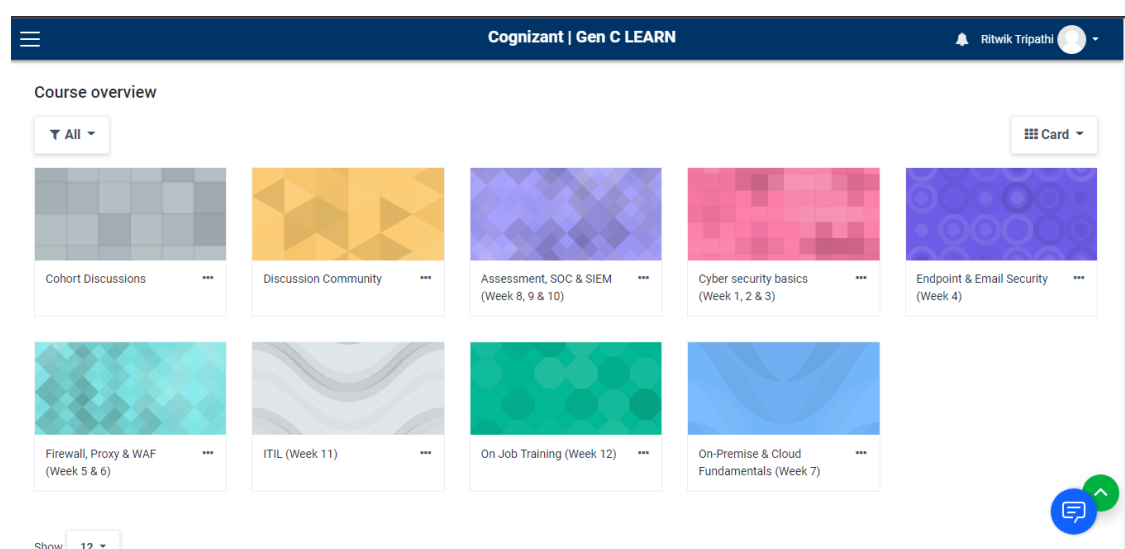 Cognizant | Gen C LEARN
Ritwik Tripathi
Course overview
All
Card
Cohort Discussions
Discussion Community
Assessment, SOC & SIEM
(Week 8, 9 & 10)
Cyber security basics
(Week 1, 2 & 3)
Endpoint & Email Security
(Week 4)
Firewall, Proxy & WAF
(Week 5 & 6)
ITIL (Week 11)
On Job Training (Week 12)
On-Premise & Cloud
Fundamentals (Week 7)
Show 12